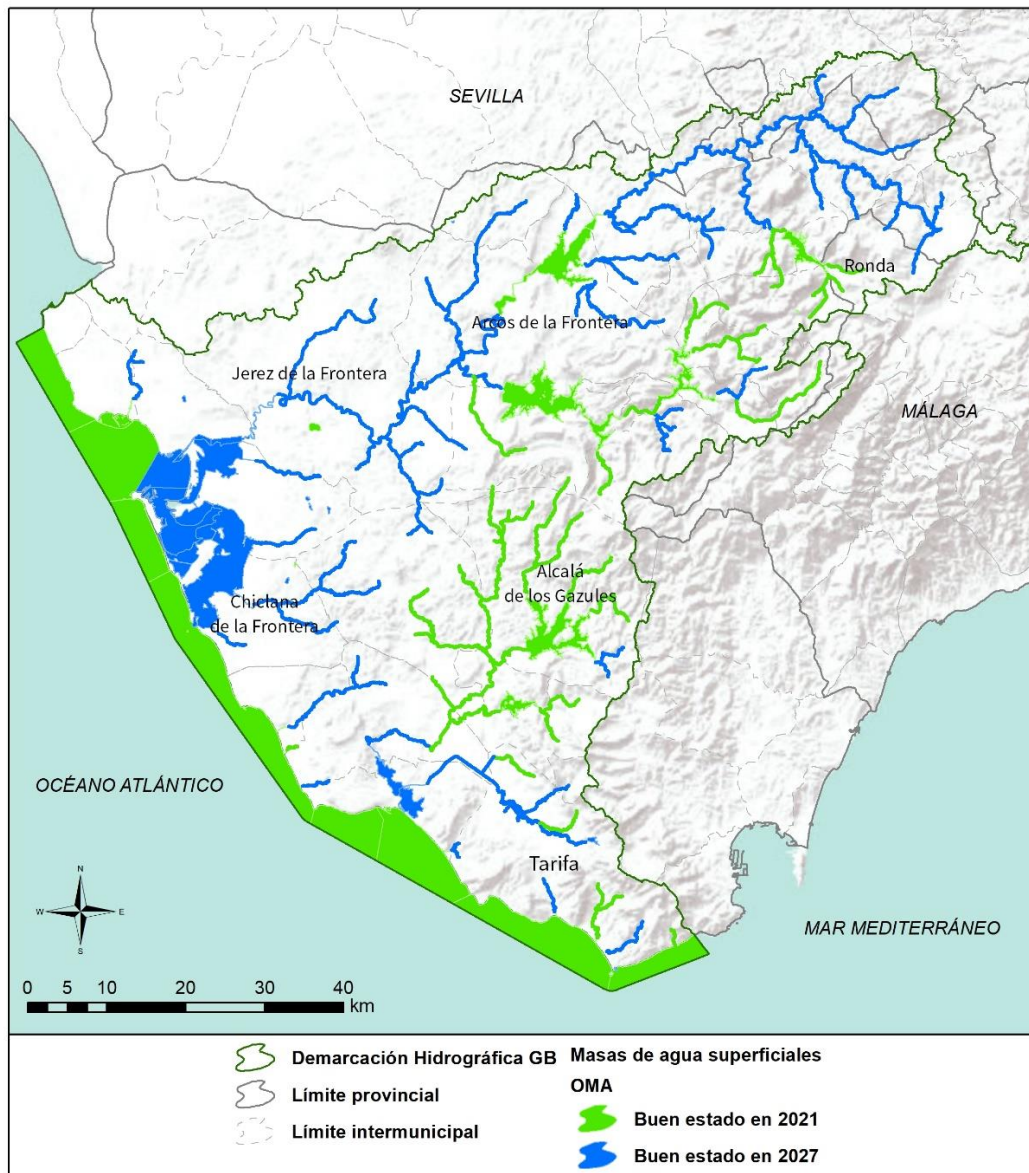 SEVILLA
Ronda
Arcos de la Frontera
Jerez de la Frontera
MÁLAGA
Alcalá
de los Gazules
Chiclana
de la Frontera
OCÉANO ATLÁNTICO
Tarifa
N
W E
S
MAR MEDITERRÁNEO
0 5 10 20 30 40
km
Demarcación Hidrográfica GB
Límite provincial
Límite intermunicipal
Masas de agua superficiales
OMA
Buen estado en 2021
Buen estado en 2027